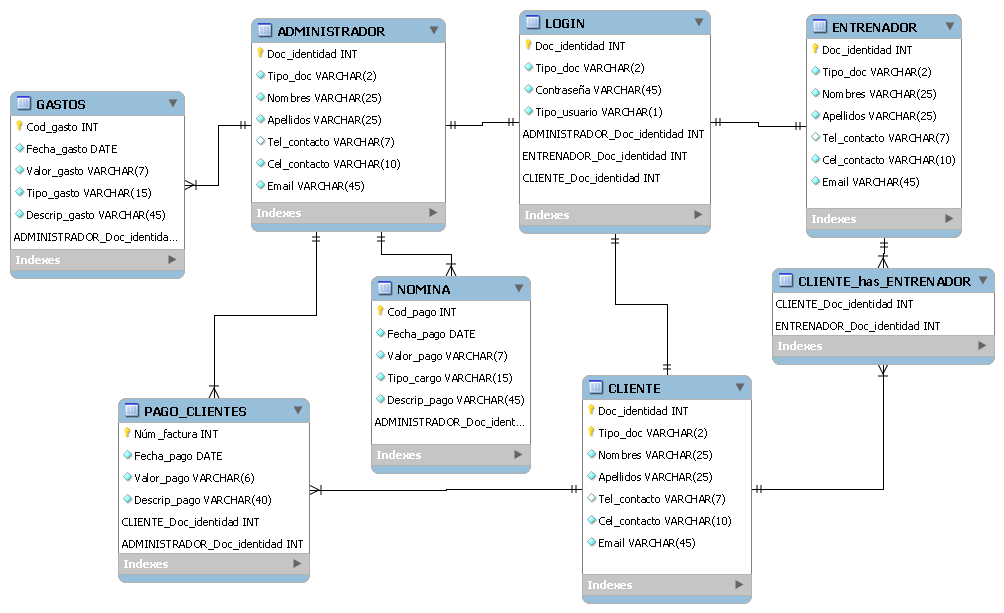 GASTOS
Cod_gasto INT
Fecha_gasto DATE
Valor_gasto VARCHAR(7)
Tipo_gasto VARCHAR(15)
Descrip_gasto VARCHAR(45)
ADMINISTRADOR_Doc_identida...
Indexes
ADMINISTRADOR
Doc_identidad INT
Tipo_doc VARCHAR(2)
Nombres VARCHAR(25)
Apellidos VARCHAR(25)
Tel_contacto VARCHAR(7)
Cel_contacto VARCHAR(10)
Email VARCHAR(45)
Indexes
LOGIN
Doc_identidad INT
Tipo_doc VARCHAR(2)
Contraseña VARCHAR(45)
Tipo_usuario VARCHAR(1)
ADMINISTRADOR_Doc_identidad INT
ENTRENADOR_Doc_identidad INT
CLIENTE_Doc_identidad INT
Indexes
ENTRENADOR
Doc_identidad INT
Tipo_doc VARCHAR(2)
Nombres VARCHAR(25)
Apellidos VARCHAR(25)
Tel_contacto VARCHAR(7)
Cel_contacto VARCHAR(10)
Email VARCHAR(45)
Indexes
NOMINA
Cod_pago INT
Fecha_pago DATE
Valor_pago VARCHAR(7)
Tipo_cargo VARCHAR(15)
Descrip_pago VARCHAR(45)
ADMINISTRADOR_Doc_ident...
Indexes
CLIENTE_has_ENTRENADOR
CLIENTE_Doc_identidad INT
ENTRENADOR_Doc_identidad INT
Indexes
PAGO_CLIENTES
Núm_factura INT
Fecha_pago DATE
Valor_pago VARCHAR(6)
Descrip_pago VARCHAR(40)
CLIENTE_Doc_identidad INT
ADMINISTRADOR_Doc_identidad INT
Indexes
CLIENTE
Doc_identidad INT
Tipo_doc VARCHAR(2)
Nombres VARCHAR(25)
Apellidos VARCHAR(25)
Tel_contacto VARCHAR(7)
Cel_contacto VARCHAR(10)
Email VARCHAR(45)
Indexes